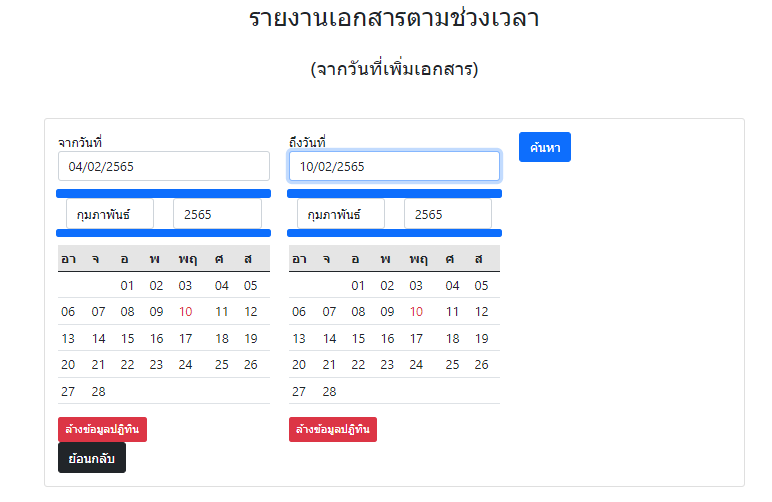 รายงานเอกสารตามช่วงเวลา
(จากวันที่เพิ่มเอกสาร)
จากวันที่ ถึงวันที่ ค้นหา
04/02/2565 10/02/2565
กุมภาพันธ์ 2565 กุมภาพันธ์ 2565
อา จ อ พ พฤ ศ ส อา จ อ พ พฤ ศ ส
01 02 03 04 05 01 02 03 04 05
06 07 08 09 10 11 12 06 07 08 09 10 11 12
13 14 15 16 17 18 19 13 14 15 16 17 18 19
20 21 22 23 24 25 26 20 21 22 23 24 25 26
27 28 27 28
ล้างข้อมูลปฏิทิน ล้างข้อมูลปฏิทิน
ย้อนกลับ